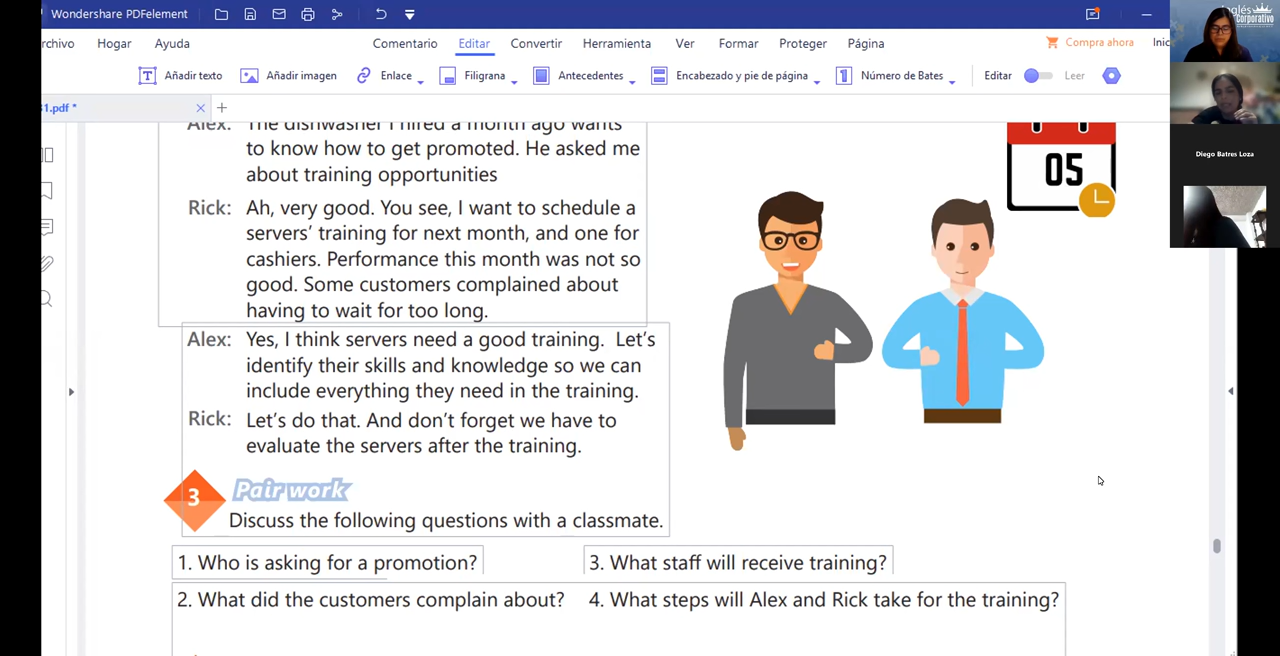 Wondershare PDFelement
rchivo Hogar Ayuda Comentario Editar Convertir Herramienta Ver Formar Proteger Página Compra ahora Inic
Añadir texto Añadir imagen Enlace Filigrana Antecedentes Encabezado y pie de página Número de Bates Editar Leer
1.pdf *
Alex: The dishwasher I hired a month ago wants
to know how to get promoted. He asked me
about training opportunities
Rick: Ah, very good. You see, I want to schedule a
servers’ training for next month, and one for
cashiers. Performance this month was not so
good. Some customers complained about
having to wait for too long.
Alex: Yes, I think servers need a good training. Let’s
identify their skills and knowledge so we can
include everything they need in the training.
Rick: Let’s do that. And don’t forget we have to
evaluate the servers after the training.
3 Pair work
Discuss the following questions with a classmate.
1. Who is asking for a promotion? 3. What staff will receive training?
2. What did the customers complain about? 4. What steps will Alex and Rick take for the training?
05
inglés
Corporativo
Diego Batres Loza